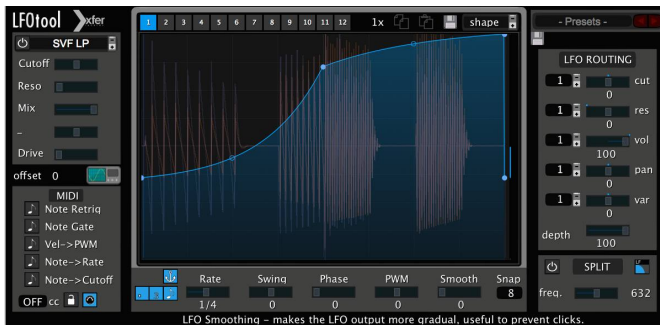 LFOtool xfer
1 2 3 4 5 6 7 8 9 10 11 12 1x shape
- Presets -
SVF LP
Cutoff
Reso
Mix
-
Drive
offset 0
MIDI
Note Retrig
Note Gate
Vel->PWM
Note->Rate
Note->Cutoff
OFF cc
Rate Swing Phase PWM Smooth Snap
1/4 0 0 0 0 8
LFO ROUTING
1 cut
0
1 res
0
1 vol
100
1 pan
0
1 var
0
depth
100
SPLIT
freq. 632
LFO Smoothing - makes the LFO output more gradual, useful to prevent clicks.